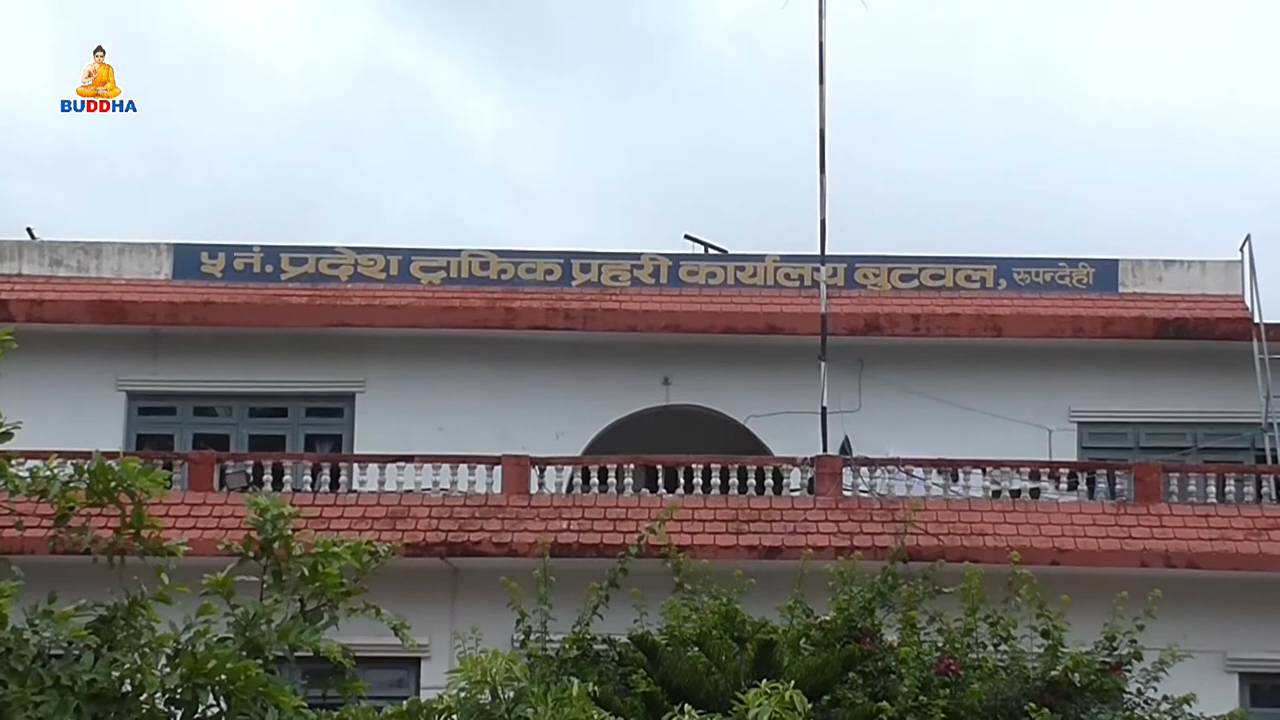 BUDDHA
५ नं. प्रदेश ट्राफिक प्रहरी कार्यालय बुटवल, रुपन्देही